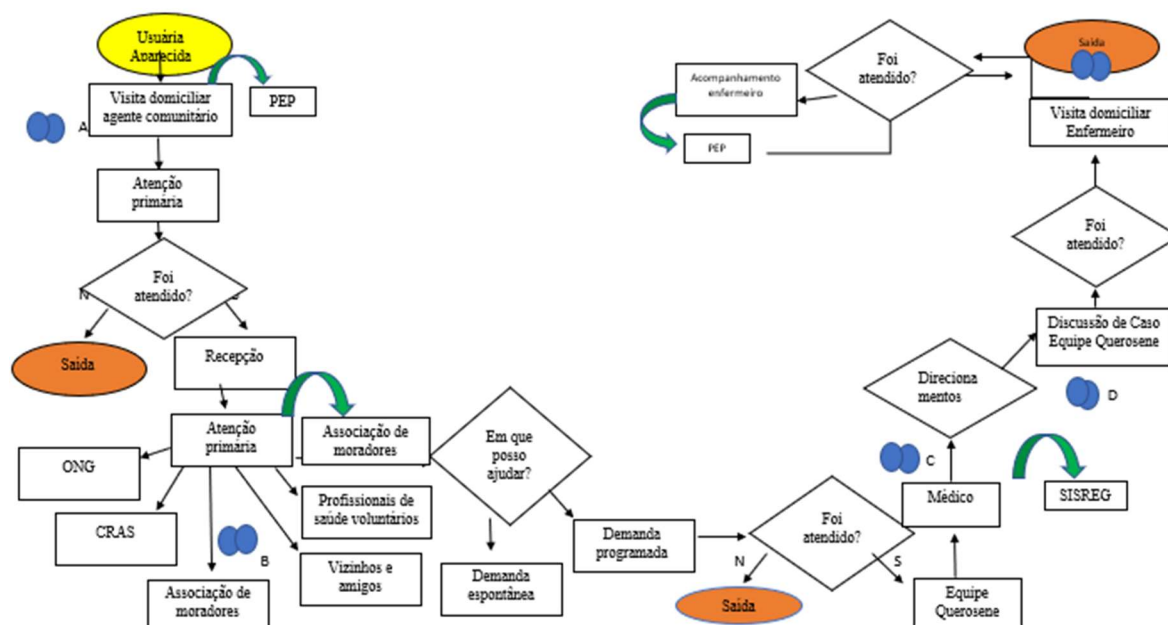 Usuária
Aparecida
Visita domiciliar
agente comunitário
PEP
A
Atenção
primária
Foi
atendido?
N
Saída
Recepção
Atenção
primária
Associação de
moradores
ONG
CRAS
B
Associação de
moradores
Profissionais de
saúde voluntários
Vizinhos e
amigos
Em que
posso
ajudar?
Demanda
espontânea
Demanda
programada
Foi
atendido?
N
S
Saída
Equipe
Querosene
Médico
C
SISREG
Direciona
mentos
D
Discussão de Caso
Equipe Querosene
Foi
atendido?
Visita domiciliar
Enfermeiro
Saída
Foi
atendido?
Acompanhamento
enfermeiro
PEP